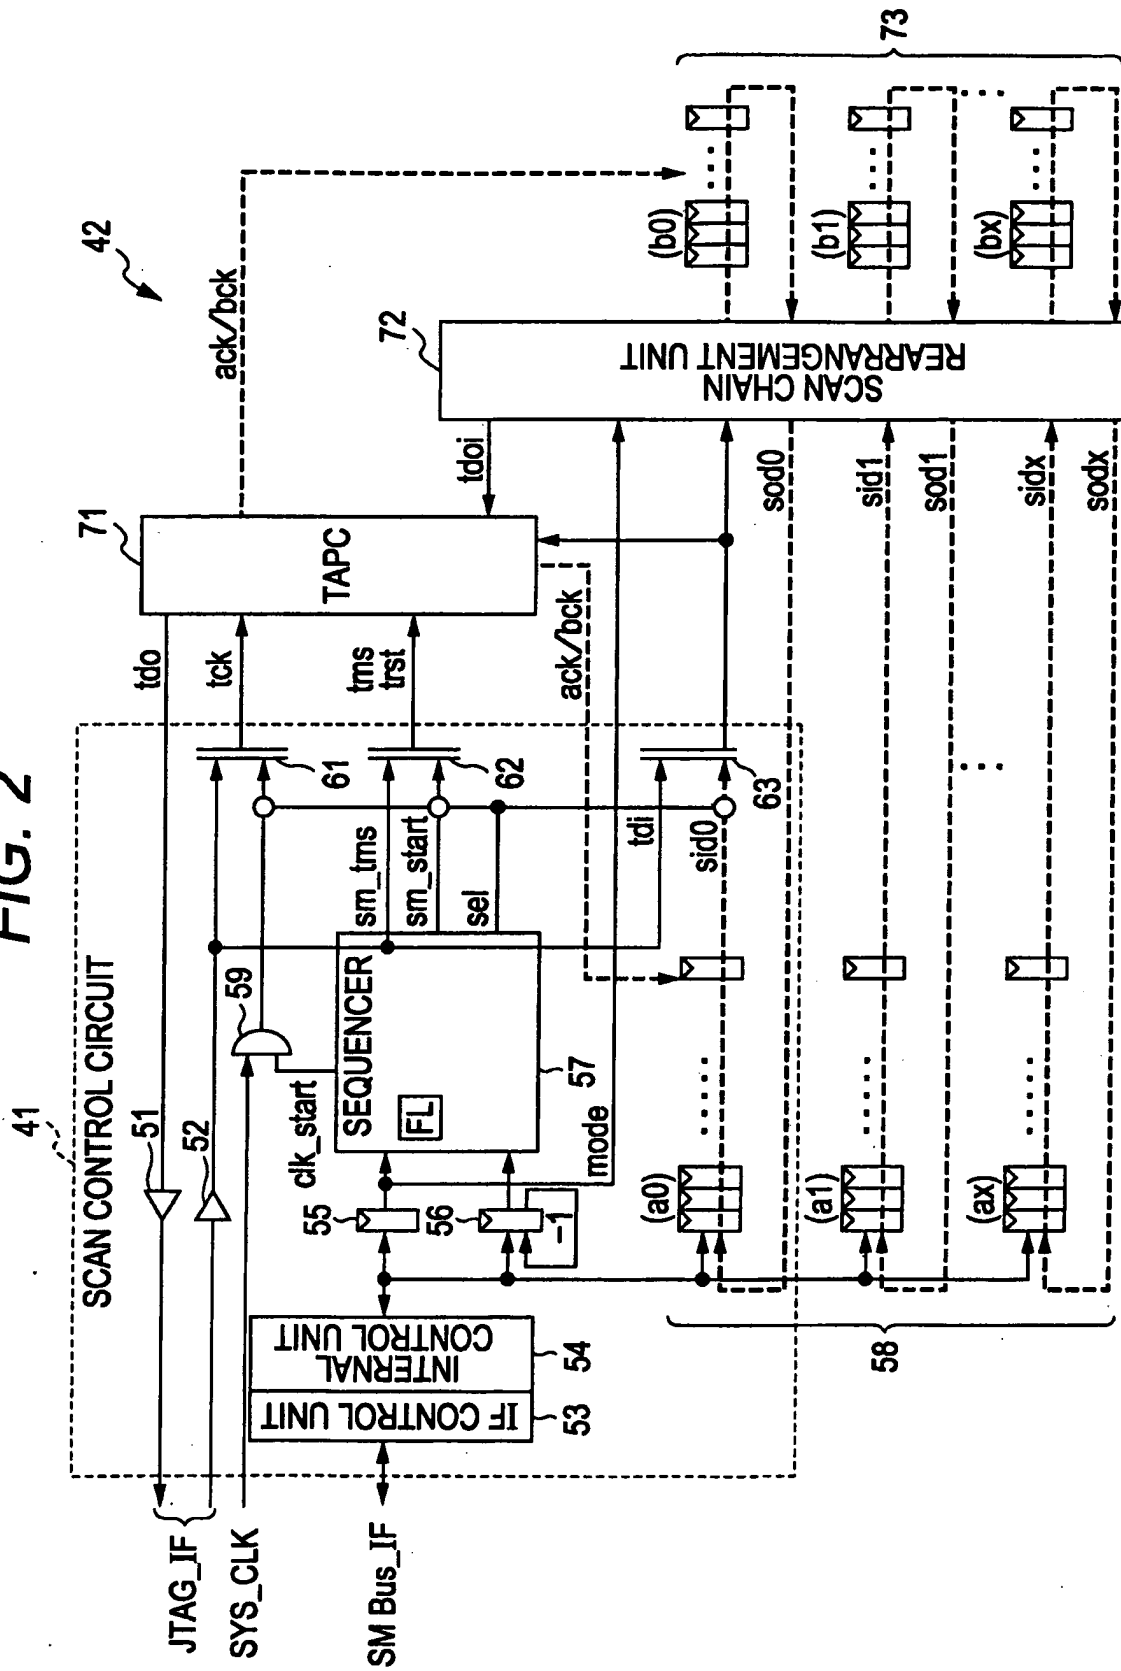 FIG. 2
42
41
SCAN CONTROL CIRCUIT
JTAG_IF
SYS_CLK
SM Bus_IF
51
52
59
clk_start
IF CONTROL UNIT
53
INTERNAL
CONTROL UNIT
54
55
56
-1
SEQUENCER
FL
57
mode
sm_tms
sm_start
sel
61
62
63
tdi
sid0
tdo
tck
tms
trst
71
TAPC
ack/bck
ack/bck
tdoi
72
SCAN CHAIN
REARRANGEMENT UNIT
sod0
sid1
sod1
sidx
sodx
(a0)
(a1)
(ax)
58
(b0)
(b1)
(bx)
73